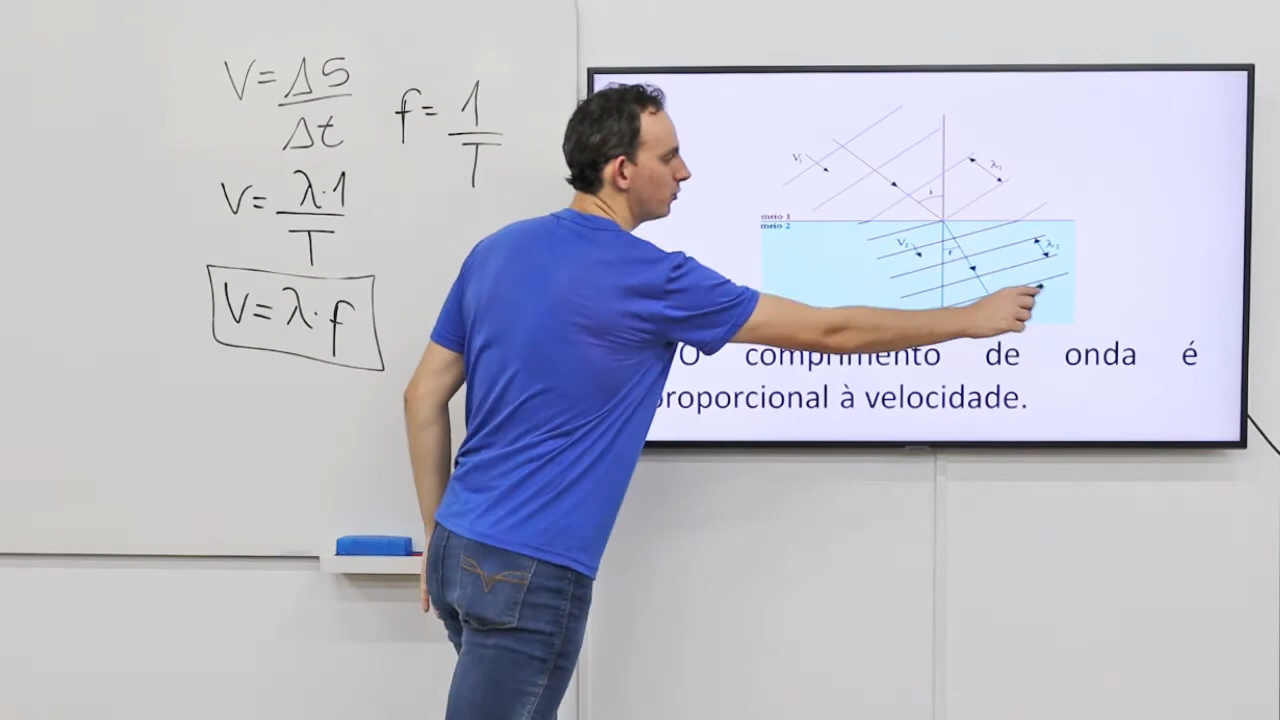 V = ΔS
Δt
f = 1
T
V = λ·1
T
V = λ·f
V₁
λ₁
i
meio 1
meio 2
V₂
r
λ₂
O comprimento de onda é
proporcional à velocidade.